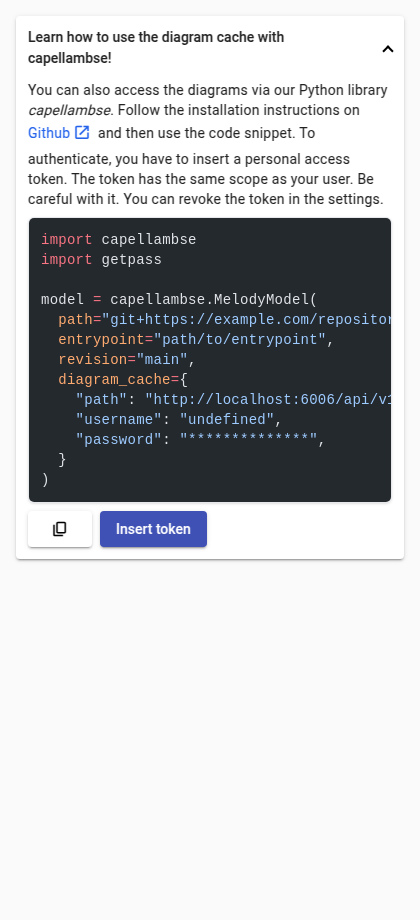 Learn how to use the diagram cache with
capellambse!
You can also access the diagrams via our Python library
capellambse. Follow the installation instructions on
Github and then use the code snippet. To
authenticate, you have to insert a personal access
token. The token has the same scope as your user. Be
careful with it. You can revoke the token in the settings.
import capellambse
import getpass
model = capellambse.MelodyModel(
path="git+https://example.com/repositor
entrypoint="path/to/entrypoint",
revision="main",
diagram_cache={
"path": "http://localhost:6006/api/v1
"username": "undefined",
"password": "**************",
}
)
Insert token